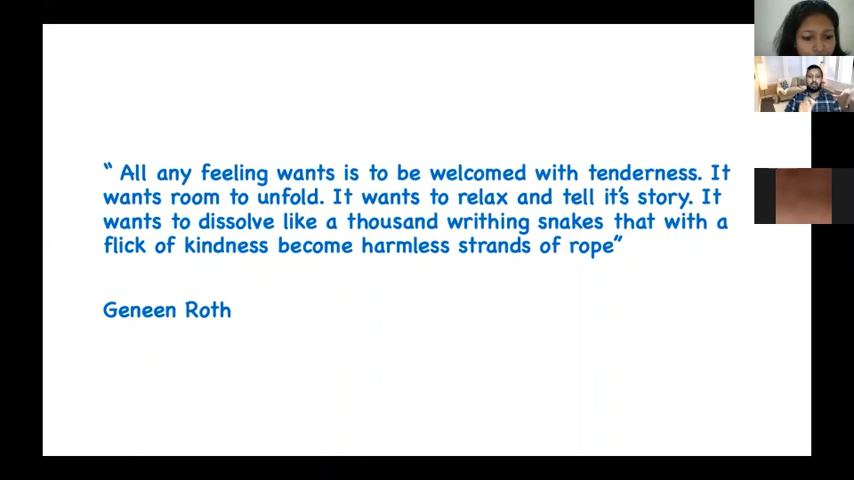 “ All any feeling wants is to be welcomed with tenderness. It
wants room to unfold. It wants to relax and tell it’s story. It
wants to dissolve like a thousand writhing snakes that with a
flick of kindness become harmless strands of rope”
Geneen Roth